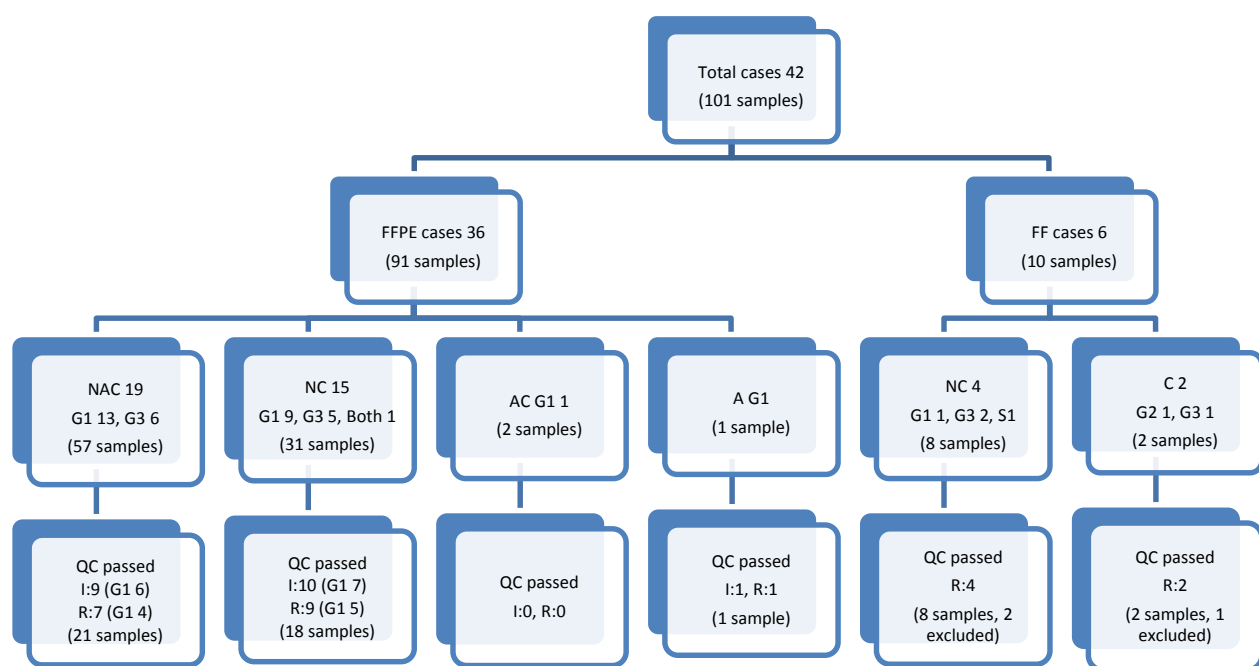 Total cases 42
(101 samples)
FFPE cases 36
(91 samples)
FF cases 6
(10 samples)
NAC 19
G1 13, G3 6
(57 samples)
NC 15
G1 9, G3 5, Both 1
(31 samples)
AC G1 1
(2 samples)
A G1
(1 sample)
NC 4
G1 1, G3 2, S1
(8 samples)
C 2
G2 1, G3 1
(2 samples)
QC passed
I:9 (G1 6)
R:7 (G1 4)
(21 samples)
QC passed
I:10 (G1 7)
R:9 (G1 5)
(18 samples)
QC passed
I:0, R:0
QC passed
I:1, R:1
(1 sample)
QC passed
R:4
(8 samples, 2
excluded)
QC passed
R:2
(2 samples, 1
excluded)